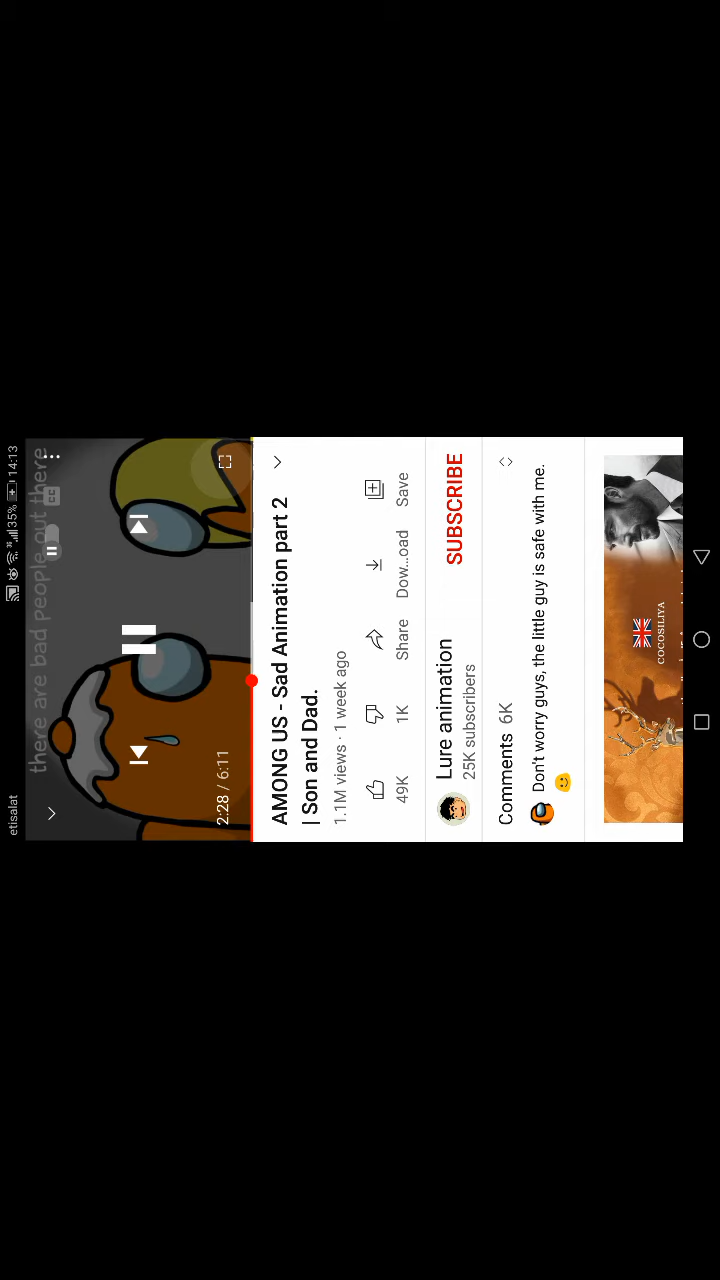 etisalat 35% 14:13
there are bad people out there
CC
2:28 / 6:11
AMONG US - Sad Animation part 2
| Son and Dad.
1.1M views · 1 week ago
49K 1K Share Dow...oad Save
Lure animation
25K subscribers
SUBSCRIBE
Comments 6K
Don't worry guys, the little guy is safe with me.
COCOSILIYA